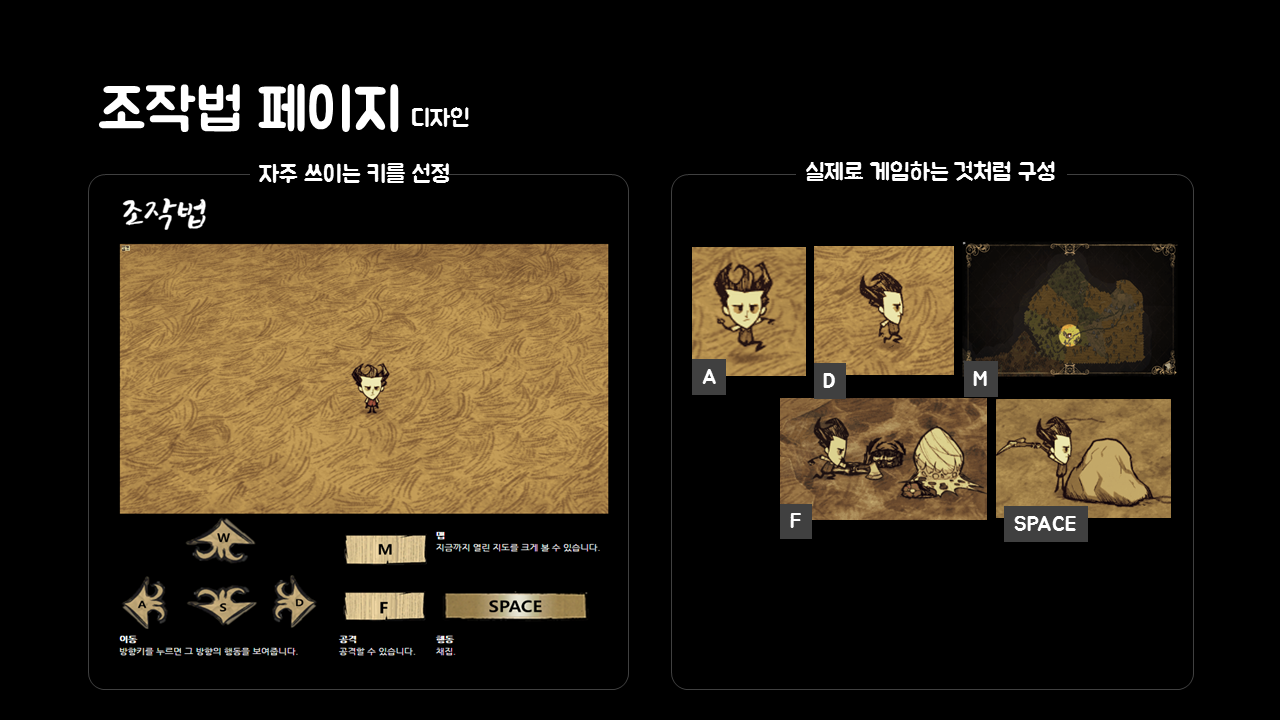 조작법 페이지 디자인
자주 쓰이는 키를 선정
조작법
W
A
S
D
M
맵
지금까지 열린 지도를 크게 볼 수 있습니다.
F
SPACE
이동
방향키를 누르면 그 방향의 행동을 보여줍니다.
공격
공격할 수 있습니다.
행동
채집.
실제로 게임하는 것처럼 구성
A
D
M
F
SPACE